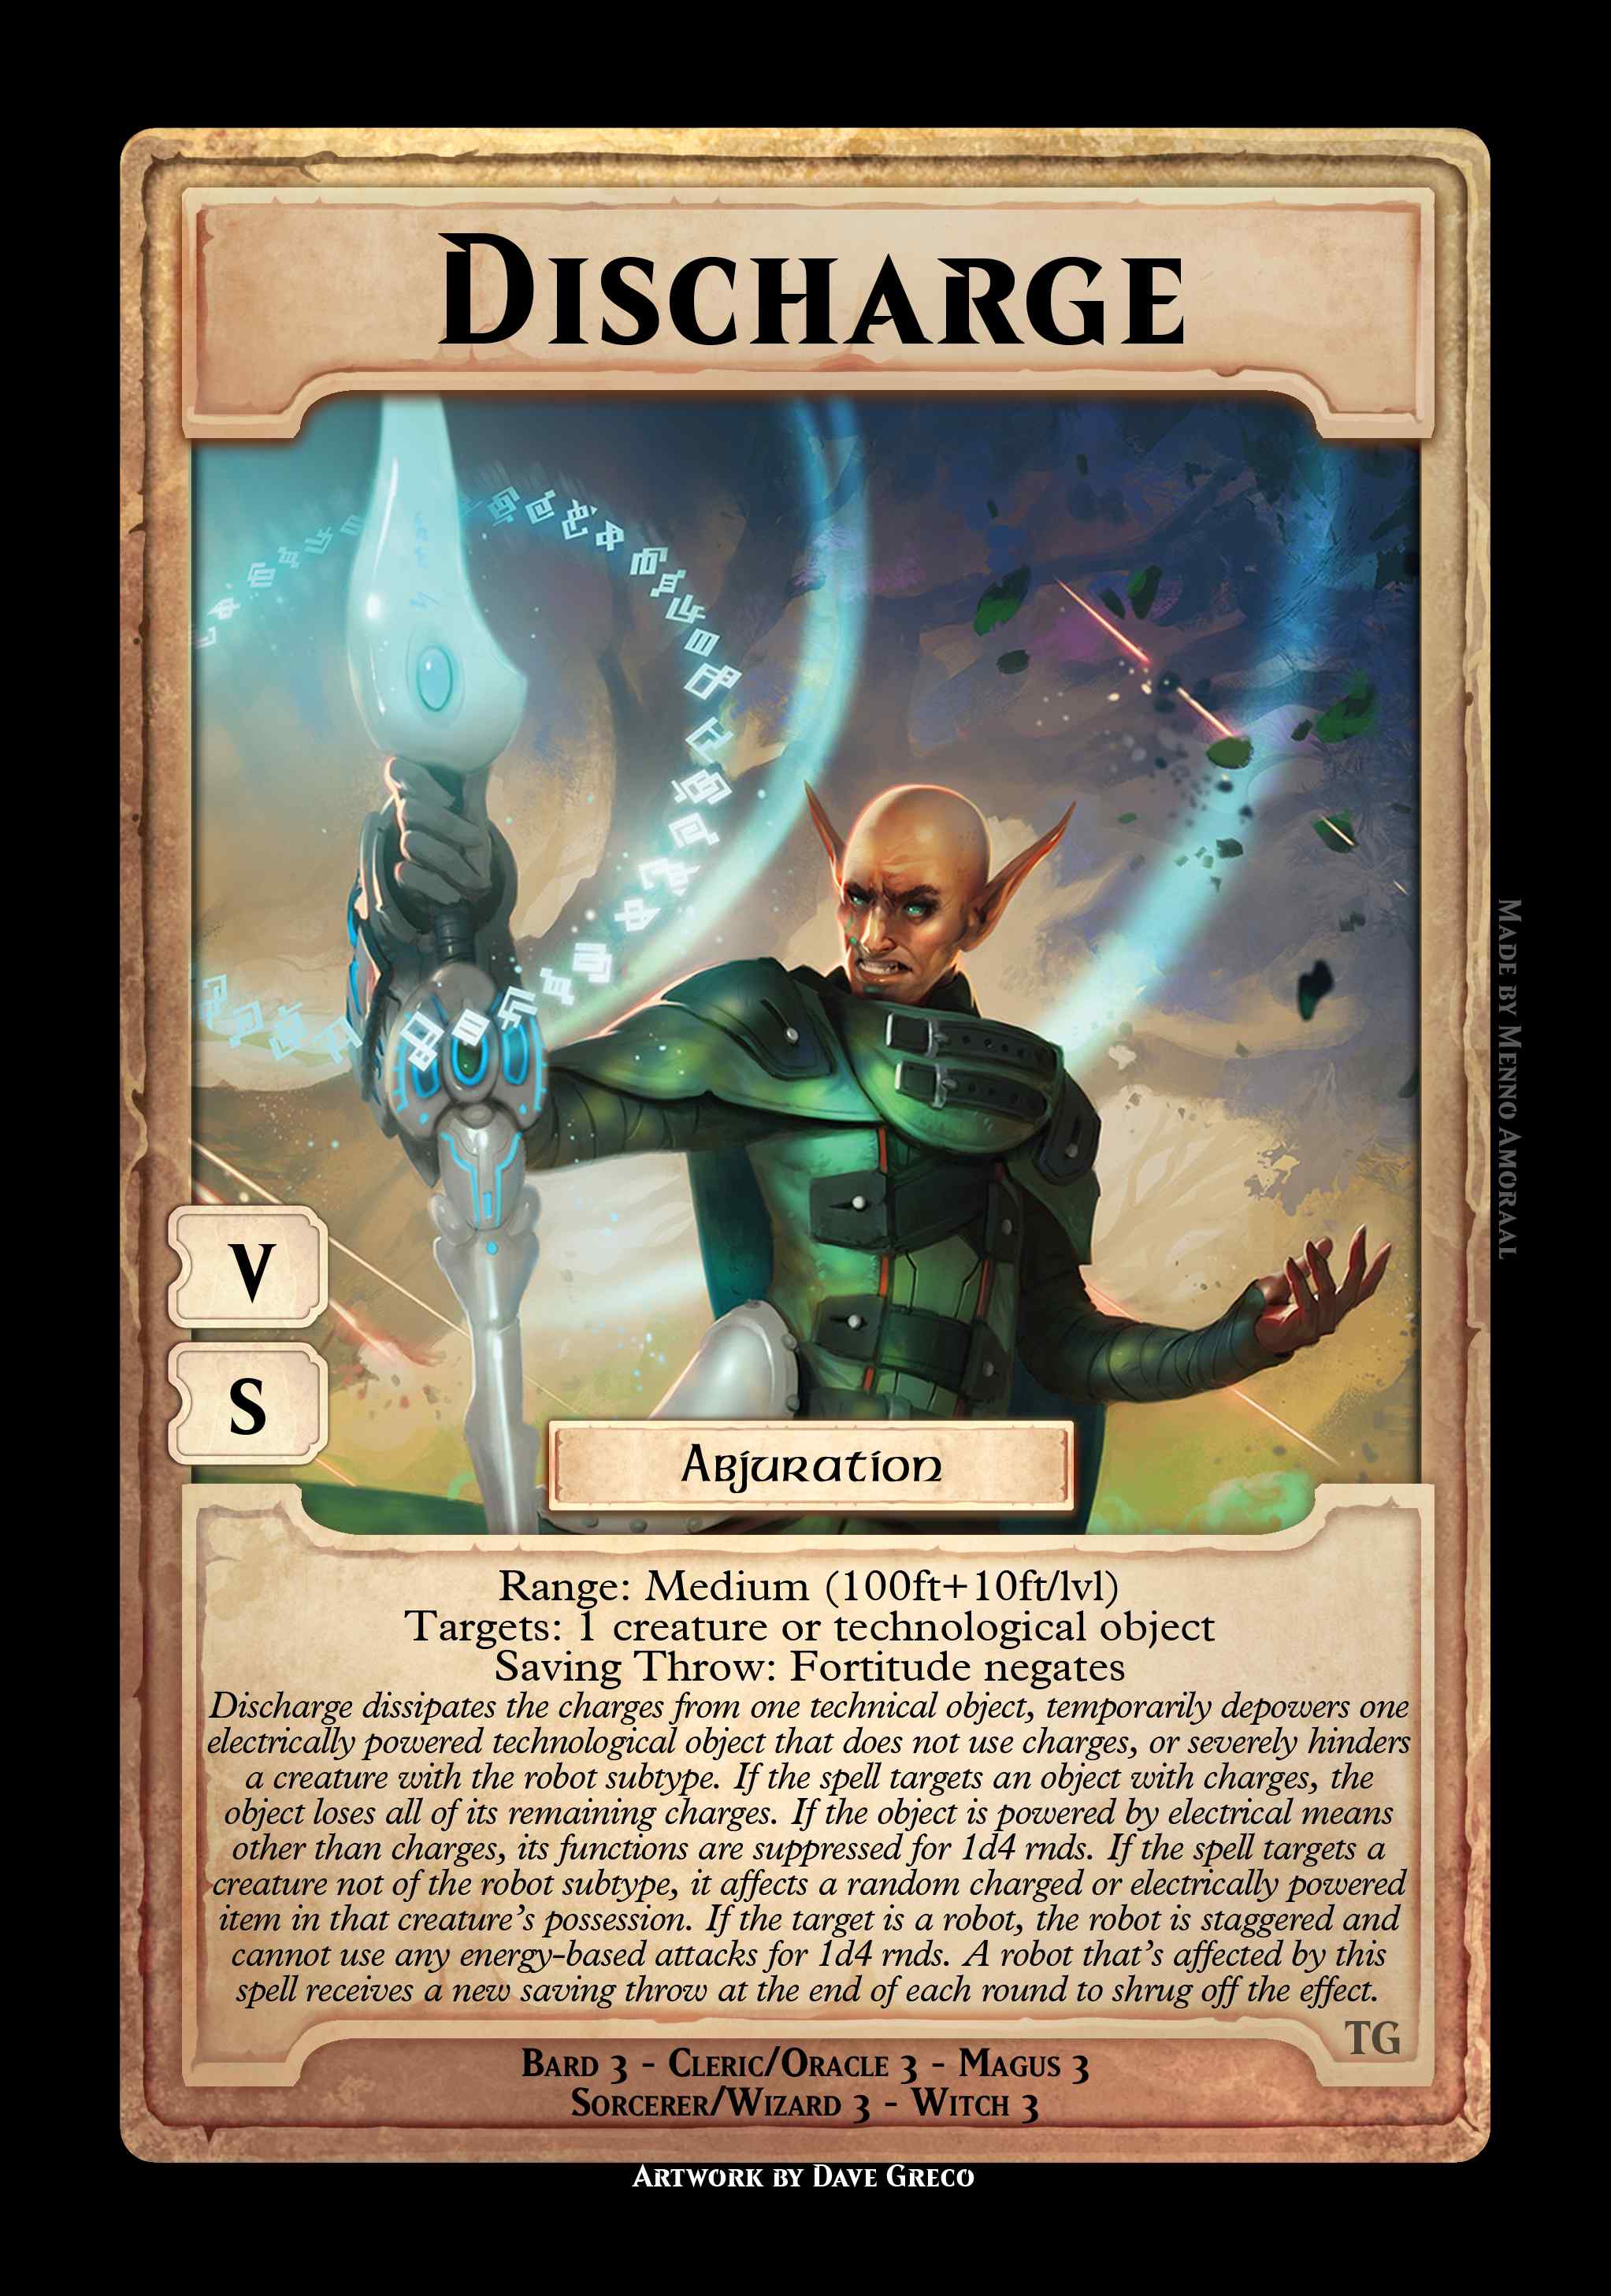 Discharge
V
S
Abjuration
Range: Medium (100ft+10ft/lvl)
Targets: 1 creature or technological object
Saving Throw: Fortitude negates
Discharge dissipates the charges from one technical object, temporarily depowers one
electrically powered technological object that does not use charges, or severely hinders
a creature with the robot subtype. If the spell targets an object with charges, the
object loses all of its remaining charges. If the object is powered by electrical means
other than charges, its functions are suppressed for 1d4 rnds. If the spell targets a
creature not of the robot subtype, it affects a random charged or electrically powered
item in that creature's possession. If the target is a robot, the robot is staggered and
cannot use any energy-based attacks for 1d4 rnds. A robot that's affected by this
spell receives a new saving throw at the end of each round to shrug off the effect.
TG
Bard 3 - Cleric/Oracle 3 - Magus 3
Sorcerer/Wizard 3 - Witch 3
Artwork by Dave Greco
Made by Menno Amoraal